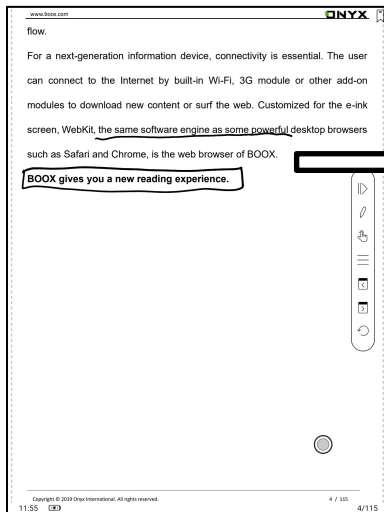 www.boox.com
ONYX
flow.
For a next-generation information device, connectivity is essential. The user
can connect to the Internet by built-in Wi-Fi, 3G module or other add-on
modules to download new content or surf the web. Customized for the e-ink
screen, WebKit, the same software engine as some powerful desktop browsers
such as Safari and Chrome, is the web browser of BOOX.
BOOX gives you a new reading experience.
Copyright © 2019 Onyx International. All rights reserved.
4 / 115
11:55
4/115